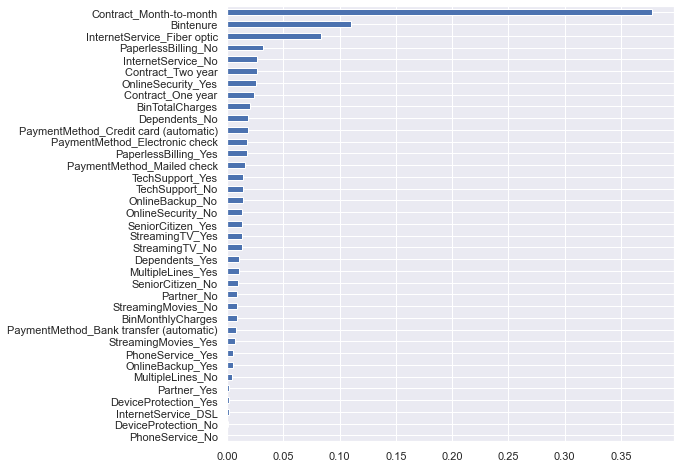 Contract_Month-to-month
Bintenure
InternetService_Fiber optic
PaperlessBilling_No
InternetService_No
Contract_Two year
OnlineSecurity_Yes
Contract_One year
BinTotalCharges
Dependents_No
PaymentMethod_Credit card (automatic)
PaymentMethod_Electronic check
PaperlessBilling_Yes
PaymentMethod_Mailed check
TechSupport_Yes
TechSupport_No
OnlineBackup_No
OnlineSecurity_No
SeniorCitizen_Yes
StreamingTV_Yes
StreamingTV_No
Dependents_Yes
MultipleLines_Yes
SeniorCitizen_No
Partner_No
StreamingMovies_No
BinMonthlyCharges
PaymentMethod_Bank transfer (automatic)
StreamingMovies_Yes
PhoneService_Yes
OnlineBackup_Yes
MultipleLines_No
Partner_Yes
DeviceProtection_Yes
InternetService_DSL
DeviceProtection_No
PhoneService_No
0.00 0.05 0.10 0.15 0.20 0.25 0.30 0.35